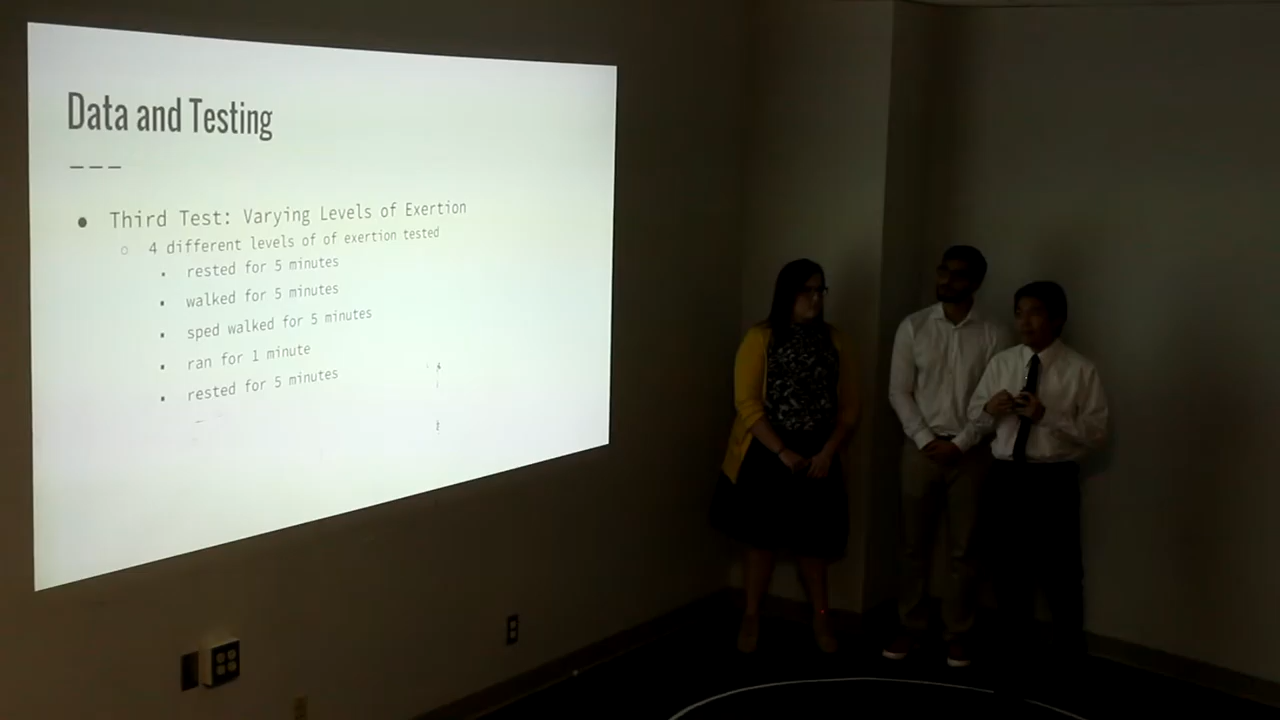 Data and Testing
● Third Test: Varying Levels of Exertion
○ 4 different levels of of exertion tested
▪ rested for 5 minutes
▪ walked for 5 minutes
▪ sped walked for 5 minutes
▪ ran for 1 minute
▪ rested for 5 minutes